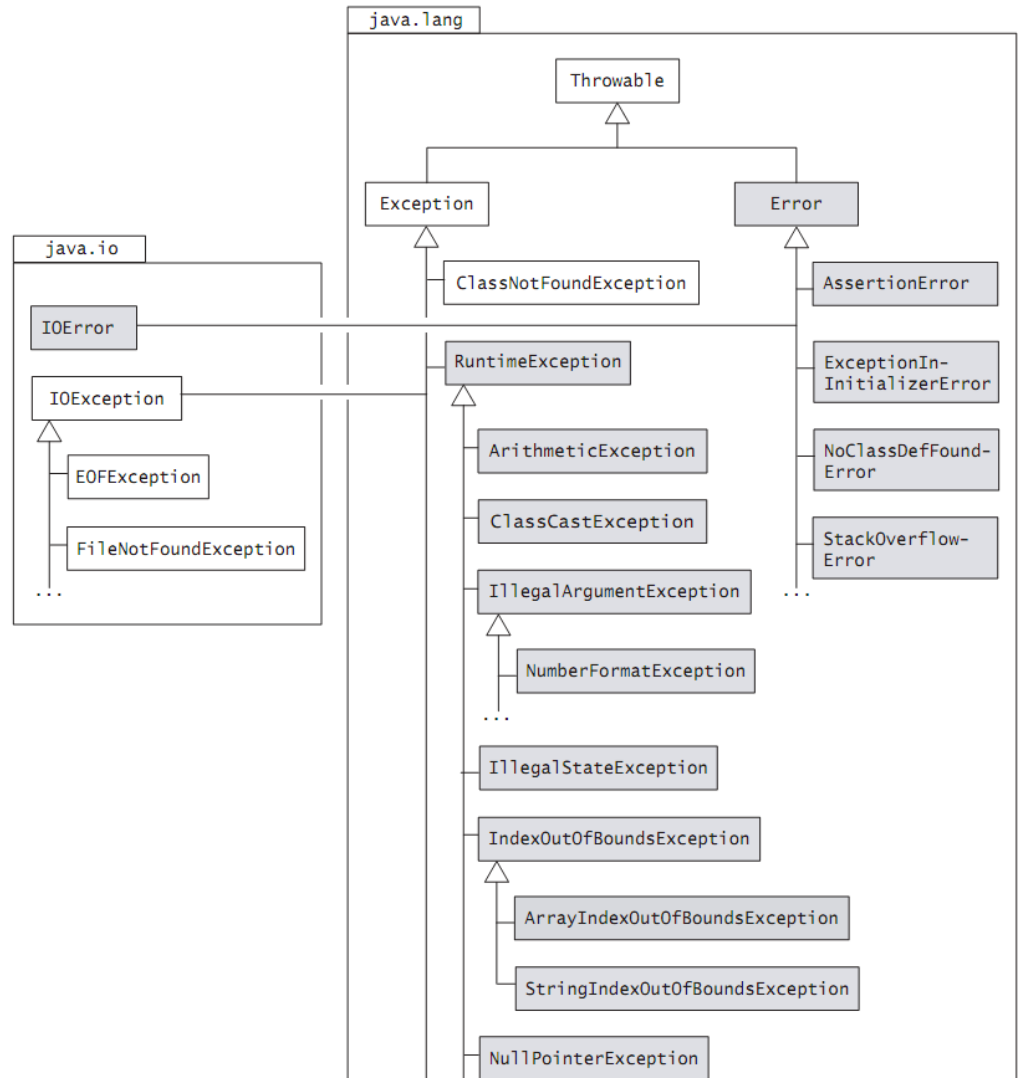 java.lang
Throwable
Exception
Error
java.io
ClassNotFoundException
AssertionError
IOError
RuntimeException
ExceptionIn-
InitializerError
IOException
ArithmeticException
NoClassDefFound-
Error
EOFException
ClassCastException
StackOverflow-
Error
FileNotFoundException
...
IllegalArgumentException
...
NumberFormatException
...
IllegalStateException
IndexOutOfBoundsException
ArrayIndexOutOfBoundsException
StringIndexOutOfBoundsException
NullPointerException